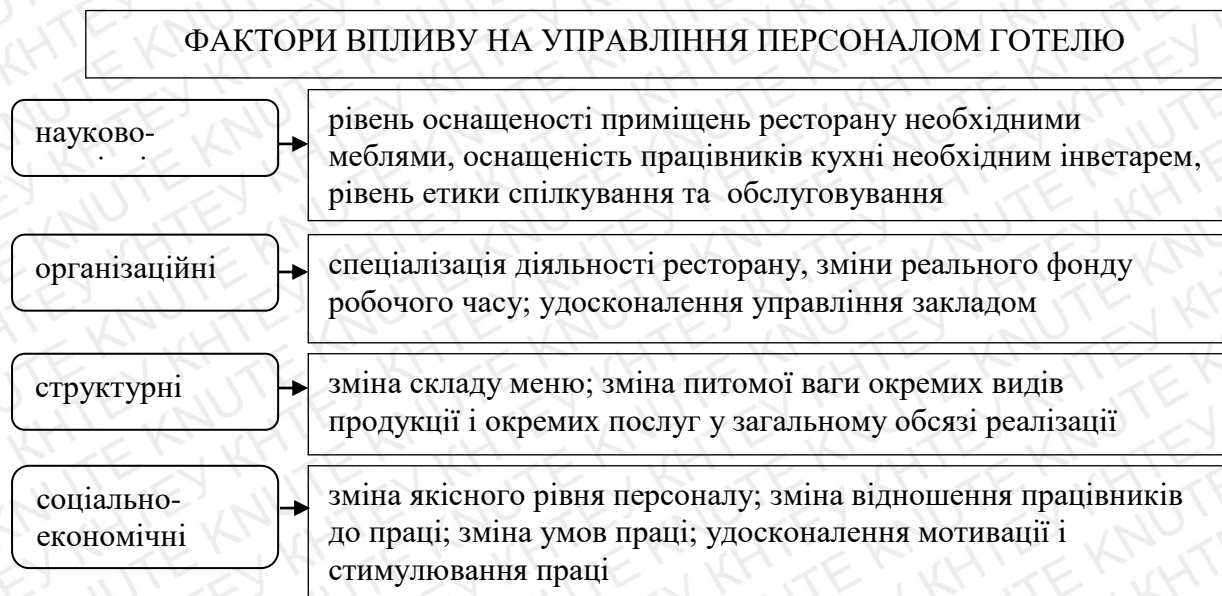 ФАКТОРИ ВПЛИВУ НА УПРАВЛІННЯ ПЕРСОНАЛОМ ГОТЕЛЮ
науково-
рівень оснащеності приміщень ресторану необхідними
меблями, оснащеність працівників кухні необхідним інветарем,
рівень етики спілкування та обслуговування
організаційні
спеціалізація діяльності ресторану, зміни реального фонду
робочого часу; удосконалення управління закладом
структурні
зміна складу меню; зміна питомої ваги окремих видів
продукції і окремих послуг у загальному обсязі реалізації
соціально-
економічні
зміна якісного рівня персоналу; зміна відношення працівників
до праці; зміна умов праці; удосконалення мотивації і
стимулювання праці